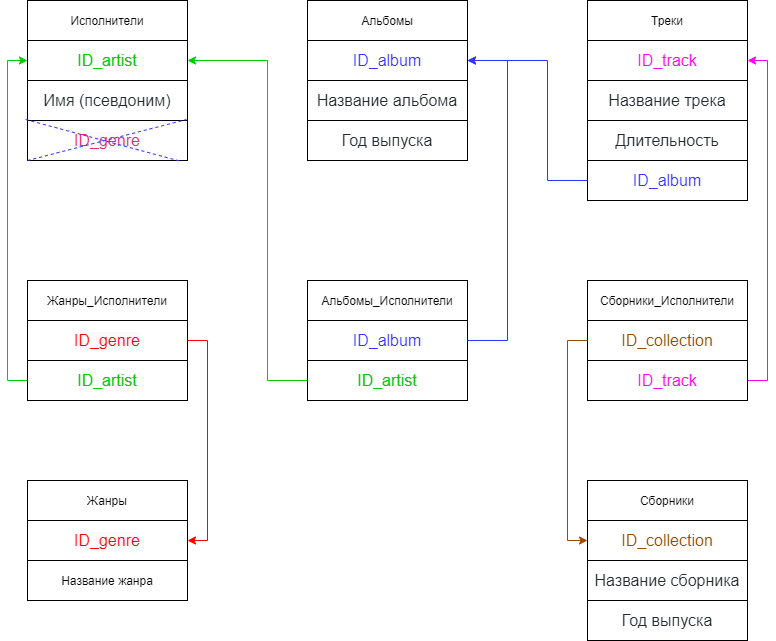 Исполнители
ID_artist
Имя (псевдоним)
ID_genre
Альбомы
ID_album
Название альбома
Год выпуска
Треки
ID_track
Название трека
Длительность
ID_album
Жанры_Исполнители
ID_genre
ID_artist
Альбомы_Исполнители
ID_album
ID_artist
Сборники_Исполнители
ID_collection
ID_track
Жанры
ID_genre
Название жанра
Сборники
ID_collection
Название сборника
Год выпуска